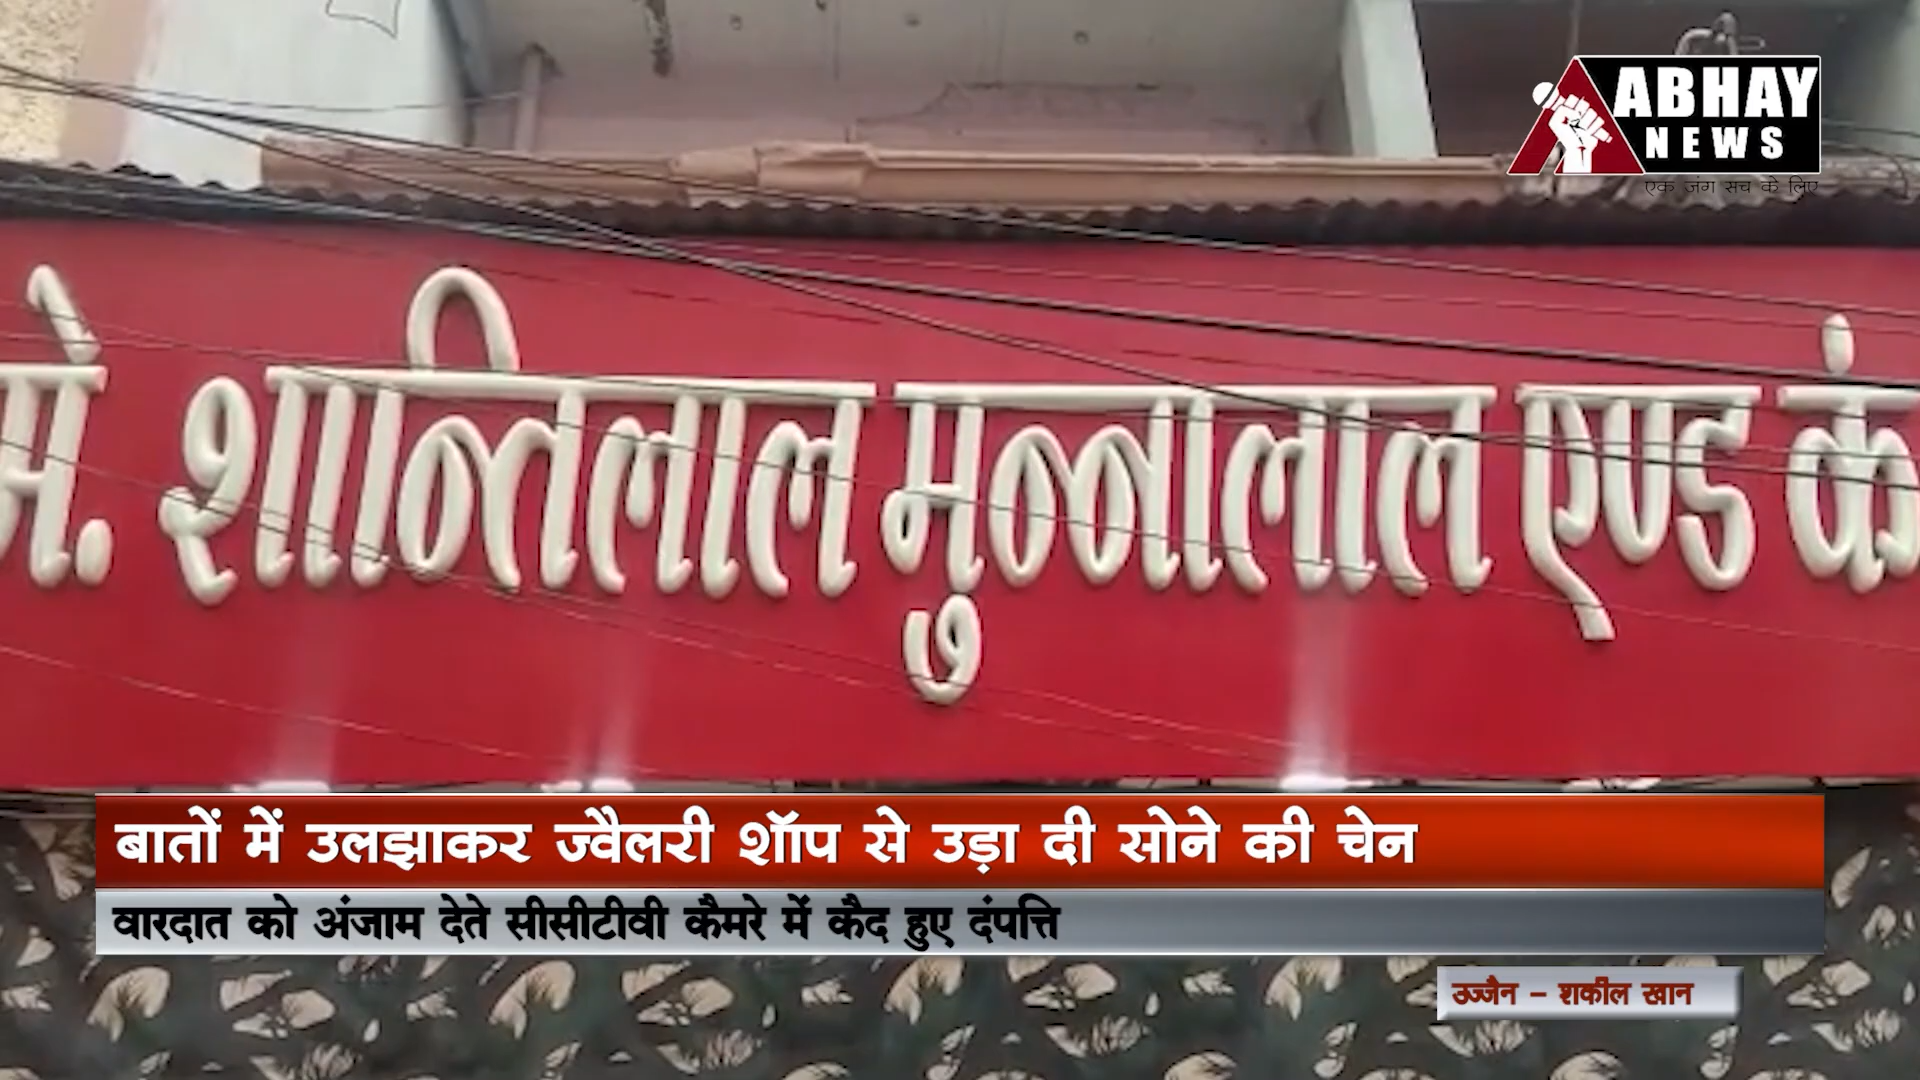 ABHAY
NEWS
एक जंग सच के लिए
मे. शान्तिलाल मुन्नालाल एण्ड कं
बातों में उलझाकर ज्वैलरी शॉप से उड़ा दी सोने की चेन
वारदात को अंजाम देते सीसीटीवी कैमरे में कैद हुए दंपत्ति
उज्जैन – शकील खान